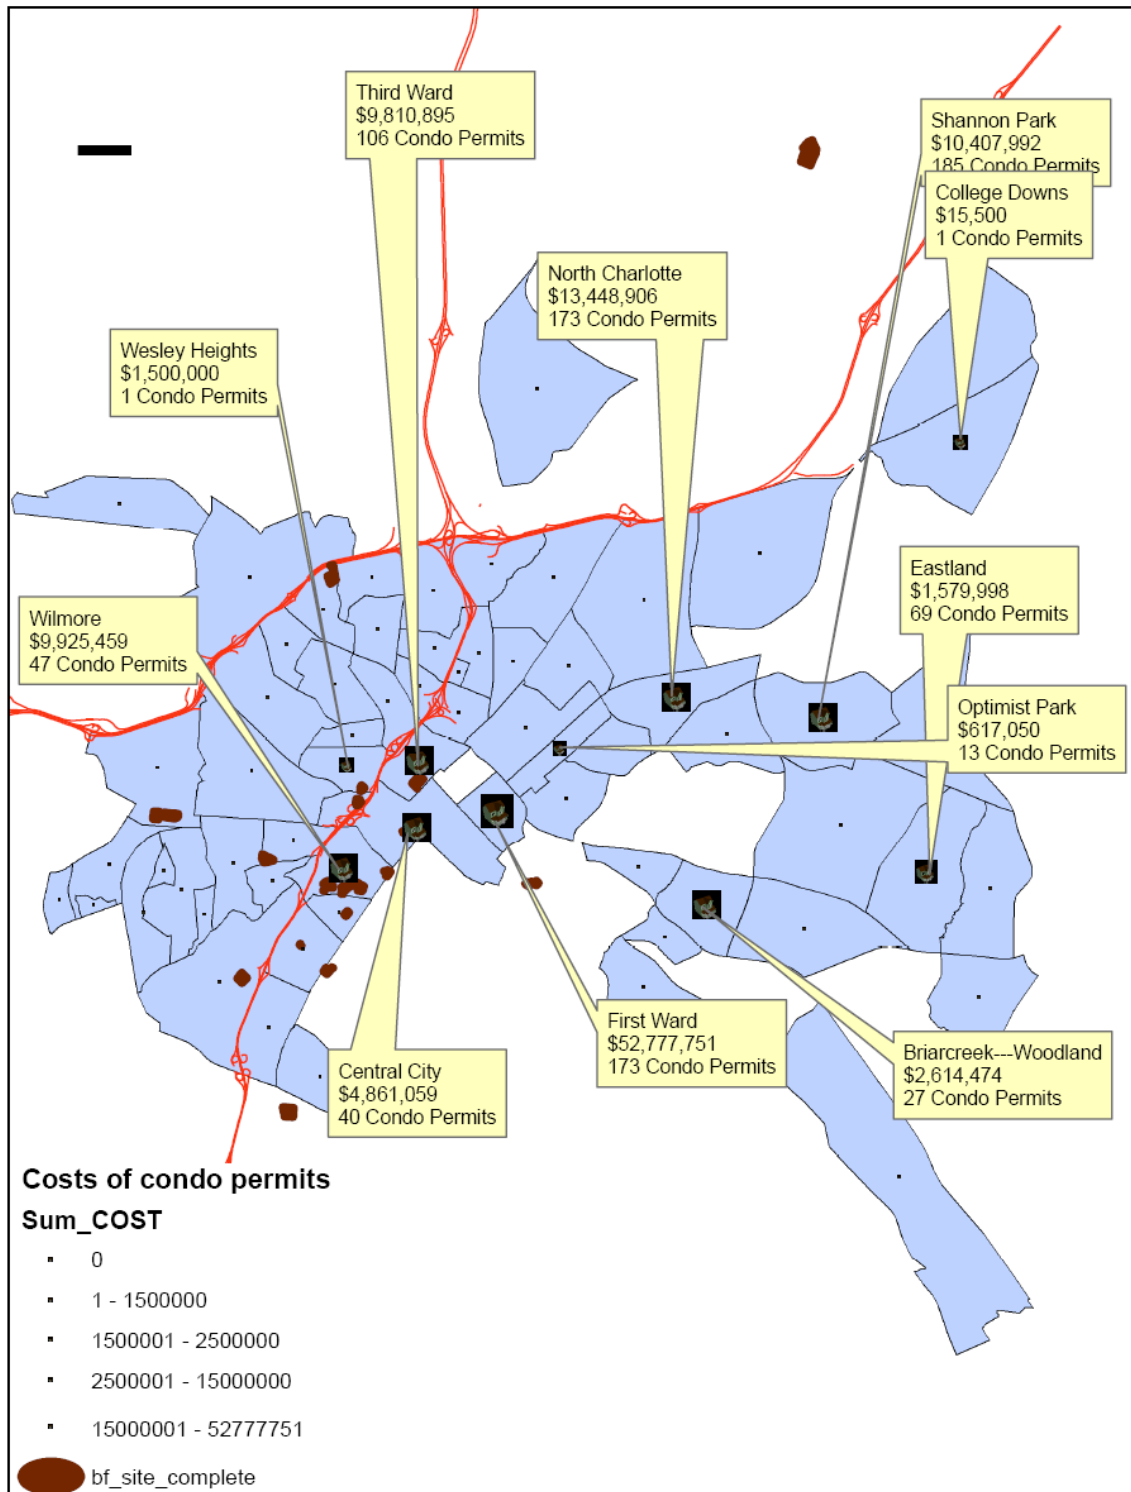 Third Ward
$9,810,895
106 Condo Permits
Shannon Park
$10,407,992
185 Condo Permits
College Downs
$15,500
1 Condo Permits
North Charlotte
$13,448,906
173 Condo Permits
Wesley Heights
$1,500,000
1 Condo Permits
Eastland
$1,579,998
69 Condo Permits
Wilmore
$9,925,459
47 Condo Permits
Optimist Park
$617,050
13 Condo Permits
First Ward
$52,777,751
173 Condo Permits
Briarcreek---Woodland
$2,614,474
27 Condo Permits
Central City
$4,861,059
40 Condo Permits
Costs of condo permits
Sum_COST
0
1 - 1500000
1500001 - 2500000
2500001 - 15000000
15000001 - 52777751
bf_site_complete